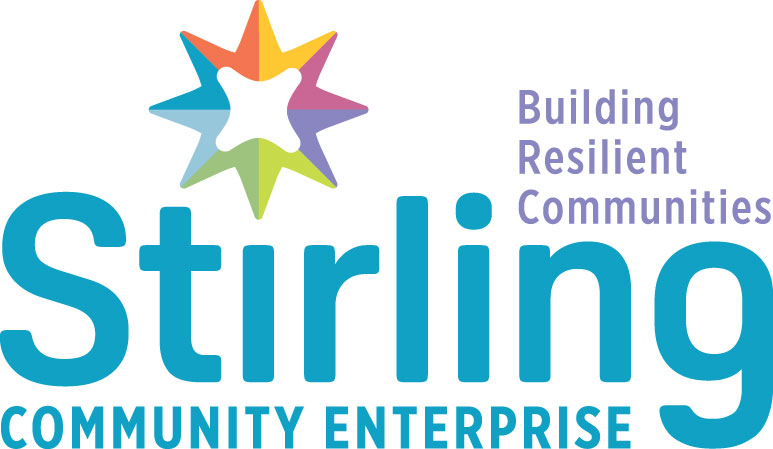 Building
Resilient
Communities
Stirling
COMMUNITY ENTERPRISE